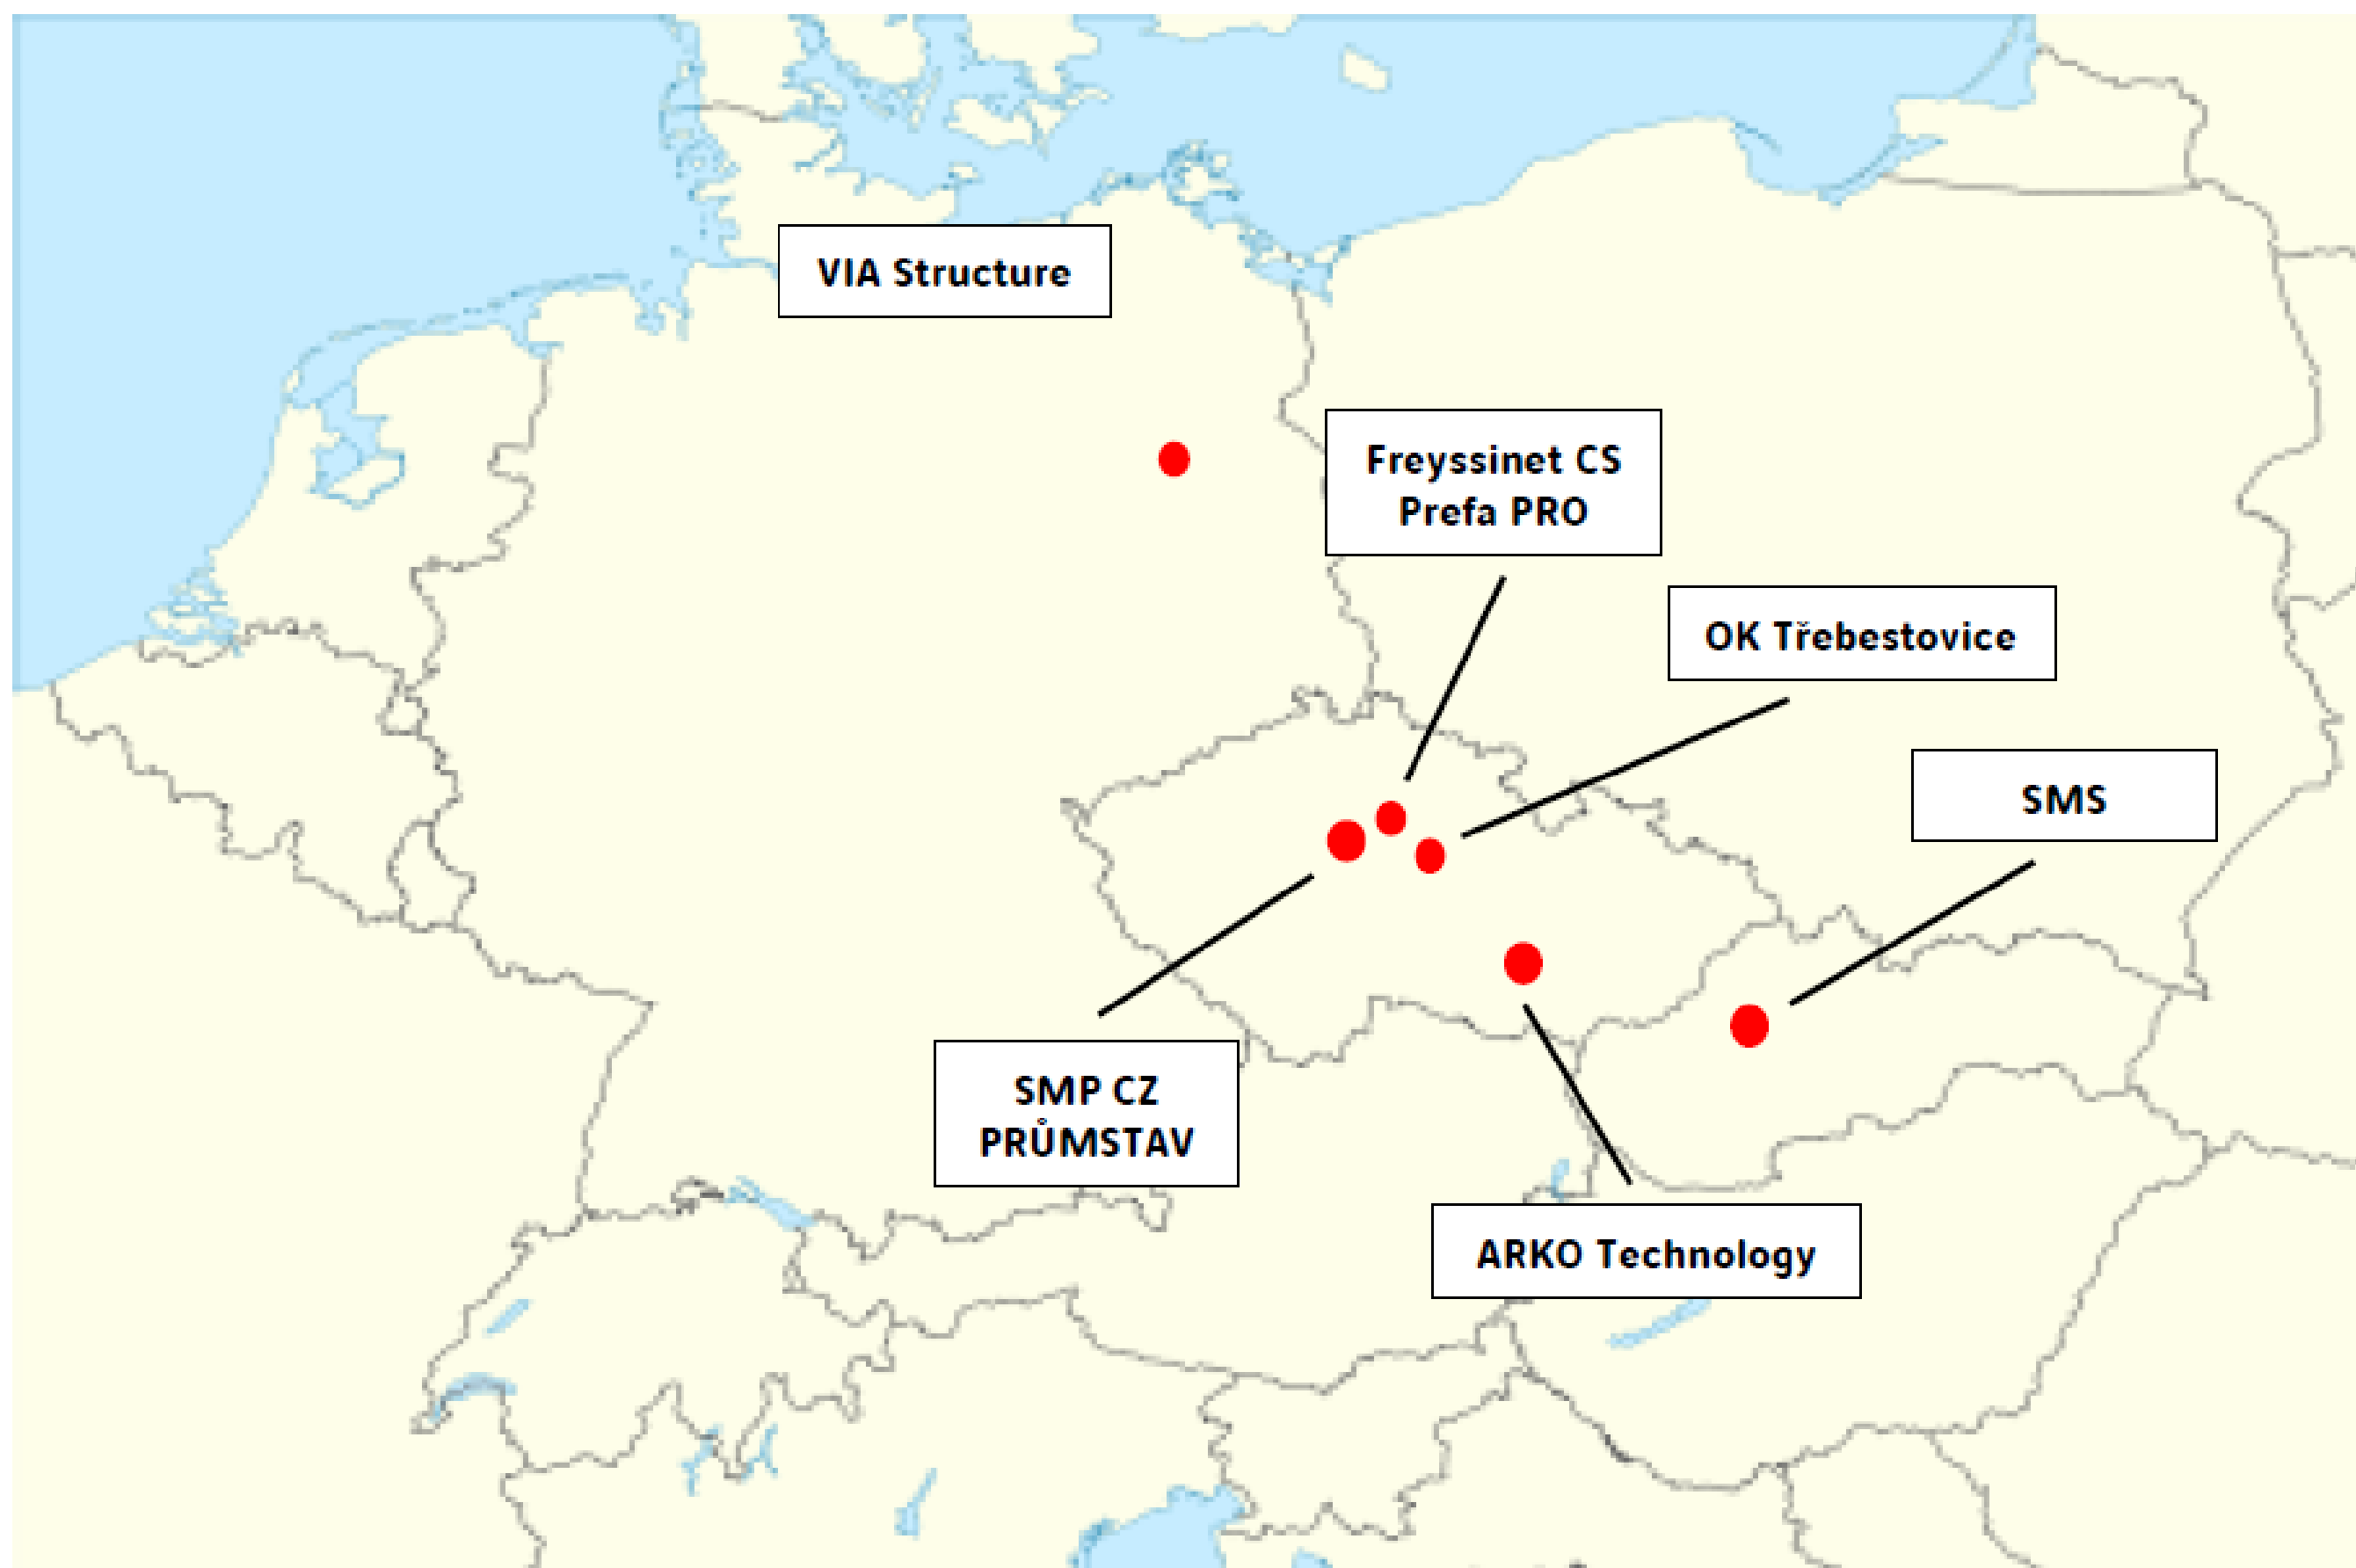 VIA Structure
Freyssinet CS
Prefa PRO
OK Třebestovice
SMS
SMP CZ
PRŮMSTAV
ARKO Technology